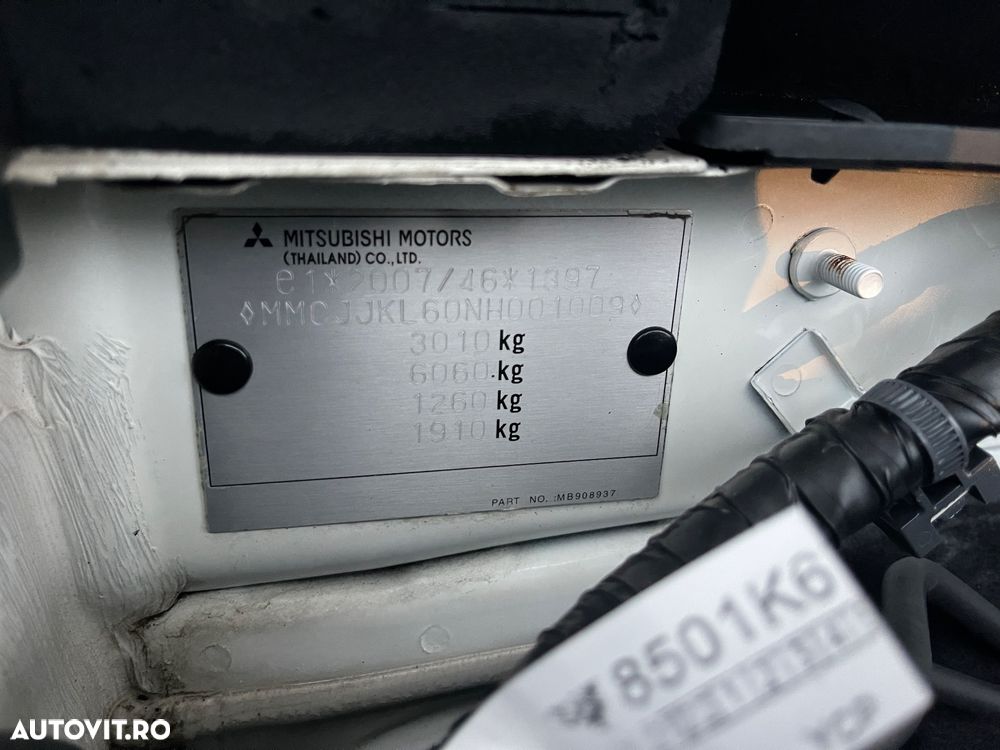 MITSUBISHI MOTORS
(THAILAND) CO., LTD.
e1*2007/46*1397
◊MMCJJKL60NH001009◊
3010 kg
6060 kg
1260 kg
1910 kg
PART NO. :MB908937
8501K6
TOP
AUTOVIT.RO